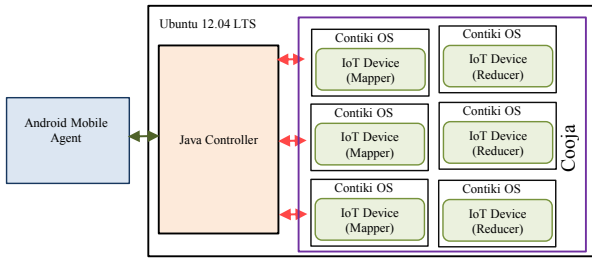 Ubuntu 12.04 LTS
Android Mobile
Agent
Java Controller
Contiki OS
IoT Device
(Mapper)
Contiki OS
IoT Device
(Reducer)
Contiki OS
IoT Device
(Mapper)
Contiki OS
IoT Device
(Reducer)
Contiki OS
IoT Device
(Mapper)
Contiki OS
IoT Device
(Reducer)
Cooja